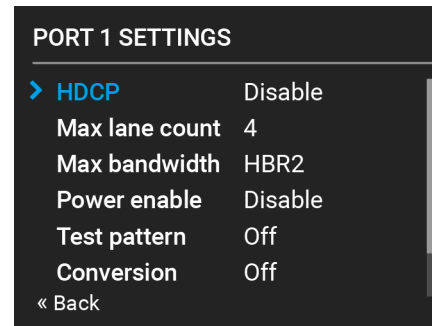 PORT 1 SETTINGS
HDCP Disable
Max lane count 4
Max bandwidth HBR2
Power enable Disable
Test pattern Off
Conversion Off
« Back